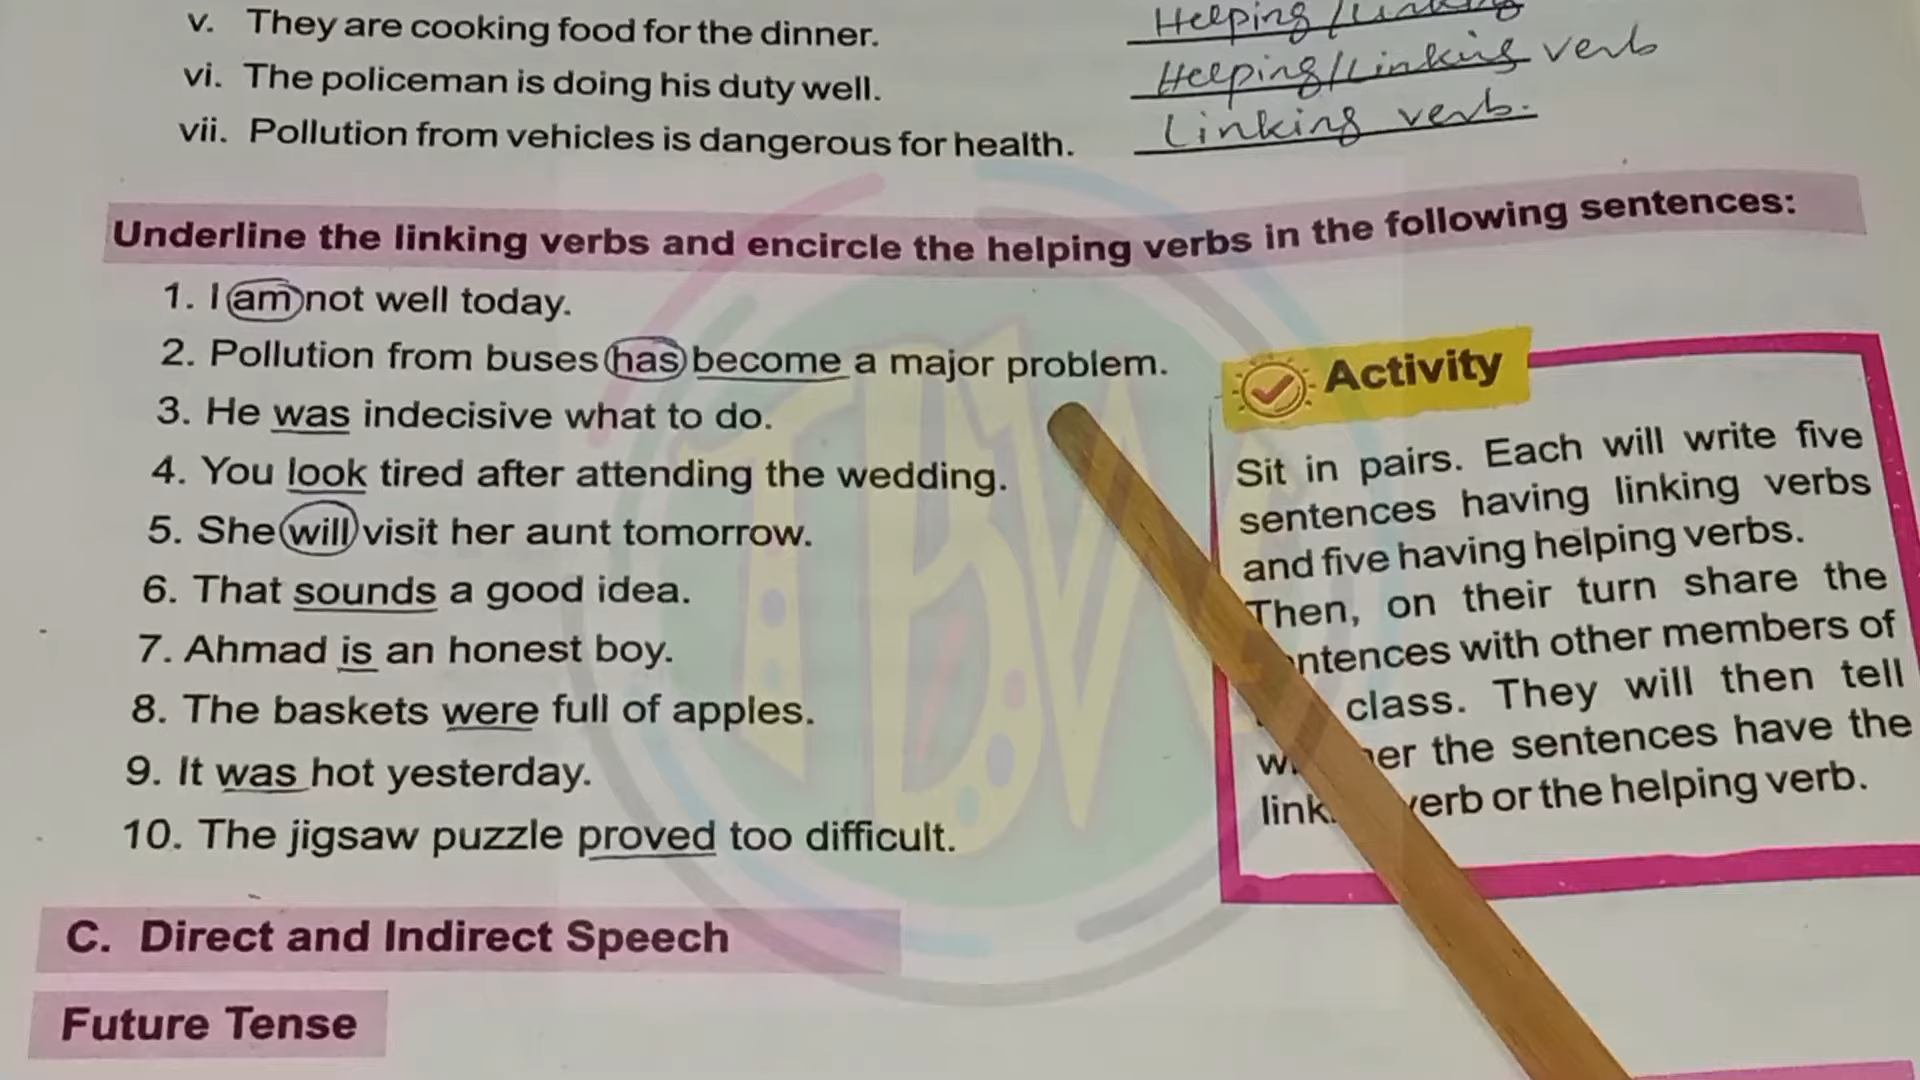 v. They are cooking food for the dinner. Helping/Linking
vi. The policeman is doing his duty well. Helping/Linking verb
vii. Pollution from vehicles is dangerous for health. Linking verb.
Underline the linking verbs and encircle the helping verbs in the following sentences:
1. I am not well today.
2. Pollution from buses has become a major problem.
3. He was indecisive what to do.
4. You look tired after attending the wedding.
5. She will visit her aunt tomorrow.
6. That sounds a good idea.
7. Ahmad is an honest boy.
8. The baskets were full of apples.
9. It was hot yesterday.
10. The jigsaw puzzle proved too difficult.
Activity
Sit in pairs. Each will write five
sentences having linking verbs
and five having helping verbs.
Then, on their turn share the
ntences with other members of
class. They will then tell
er the sentences have the
link verb or the helping verb.
TBW
C. Direct and Indirect Speech
Future Tense